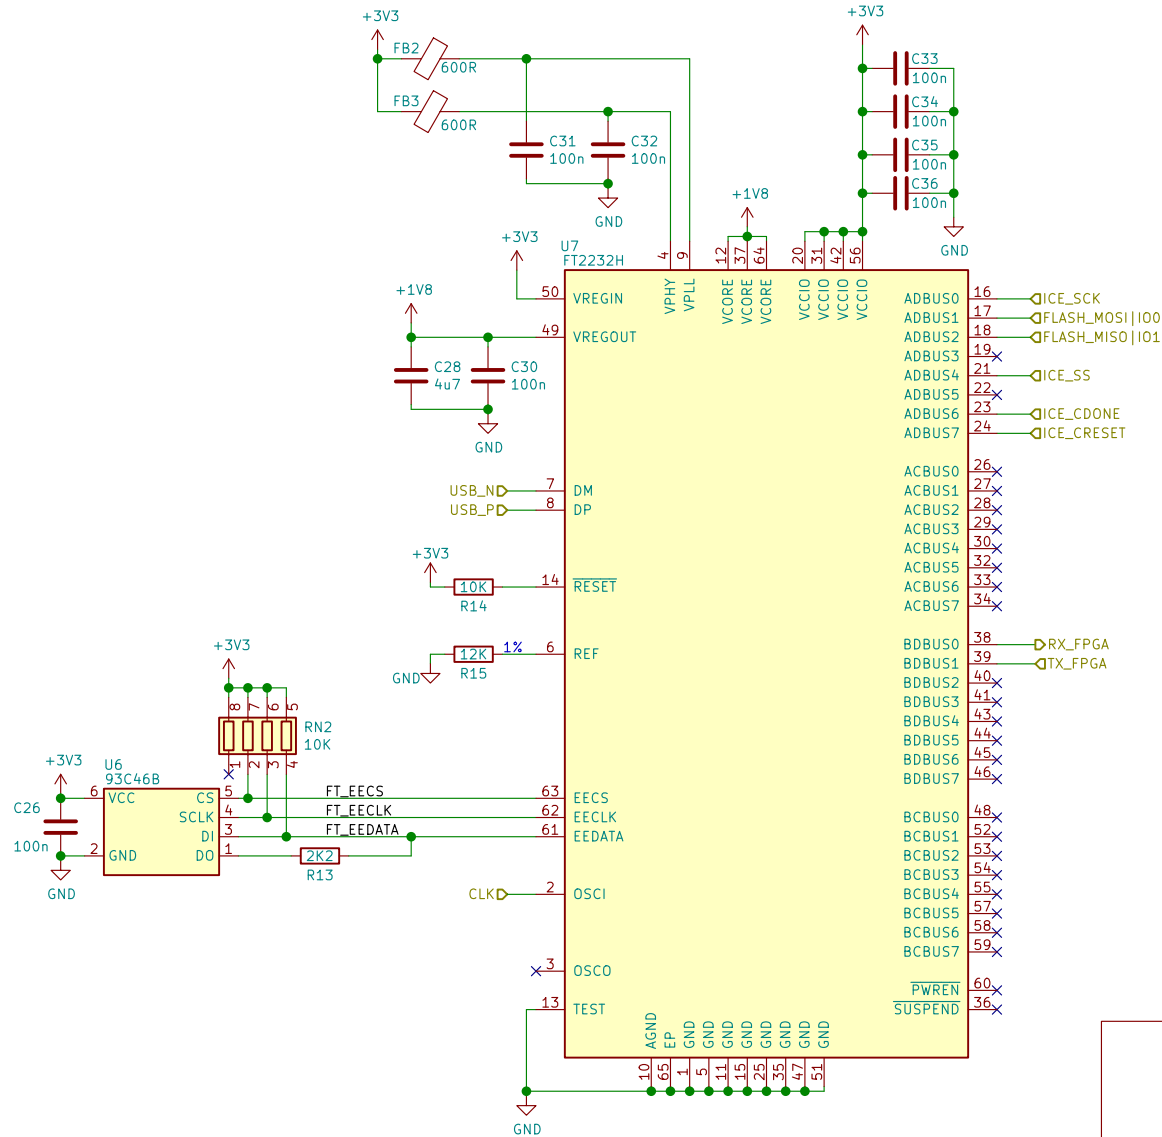 +3V3
FB2
600R
FB3
600R
C31
100n
C32
100n
GND
+3V3
C33
100n
C34
100n
C35
100n
C36
100n
GND
+1V8
+3V3
U7
FT2232H
4
9
12
37
64
20
31
42
56
VPHY
VPLL
VCORE
VCORE
VCORE
VCCIO
VCCIO
VCCIO
VCCIO
50 VREGIN
+1V8
49 VREGOUT
C28
4u7
C30
100n
GND
USB_N 7 DM
USB_P 8 DP
+3V3
10K
R14
14 RESET
1%
12K
R15
GND
6 REF
+3V3
8
7
6
5
RN2
10K
1
2
3
4
+3V3
C26
100n
GND
U6
93C46B
6 VCC
2 GND
CS 5
SCLK 4
DI 3
DO 1
FT_EECS
FT_EECLK
FT_EEDATA
2K2
R13
63 EECS
62 EECLK
61 EEDATA
CLK 2 OSCI
3 OSCO
13 TEST
ADBUS0 16 ICE_SCK
ADBUS1 17 FLASH_MOSI|IO0
ADBUS2 18 FLASH_MISO|IO1
ADBUS3 19
ADBUS4 21 ICE_SS
ADBUS5 22
ADBUS6 23 ICE_CDONE
ADBUS7 24 ICE_CRESET
ACBUS0 26
ACBUS1 27
ACBUS2 28
ACBUS3 29
ACBUS4 30
ACBUS5 32
ACBUS6 33
ACBUS7 34
BDBUS0 38 RX_FPGA
BDBUS1 39 TX_FPGA
BDBUS2 40
BDBUS3 41
BDBUS4 43
BDBUS5 44
BDBUS6 45
BDBUS7 46
BCBUS0 48
BCBUS1 52
BCBUS2 53
BCBUS3 54
BCBUS4 55
BCBUS5 57
BCBUS6 58
BCBUS7 59
PWREN 60
SUSPEND 36
AGND
EP
GND
GND
GND
GND
GND
GND
GND
GND
10
65
1
5
11
15
25
35
47
51
GND